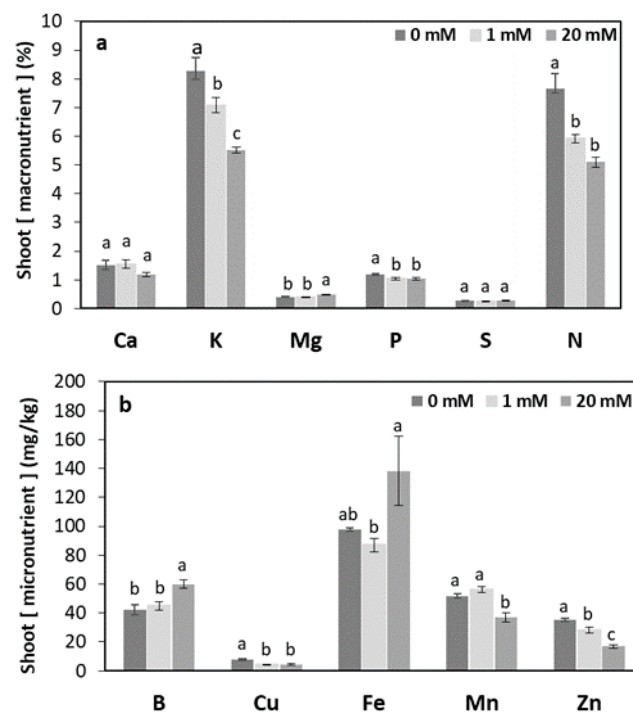 a
0 mM 1 mM 20 mM
Shoot [ macronutrient ] (%)
10
9
8
7
6
5
4
3
2
1
0
a a a
a b c
b b a
a b b
a a a
a b b
Ca K Mg P S N
b
0 mM 1 mM 20 mM
Shoot [ micronutrient ] (mg/kg)
200
180
160
140
120
100
80
60
40
20
0
b b a
a b b
ab b a
a a b
a b c
B Cu Fe Mn Zn